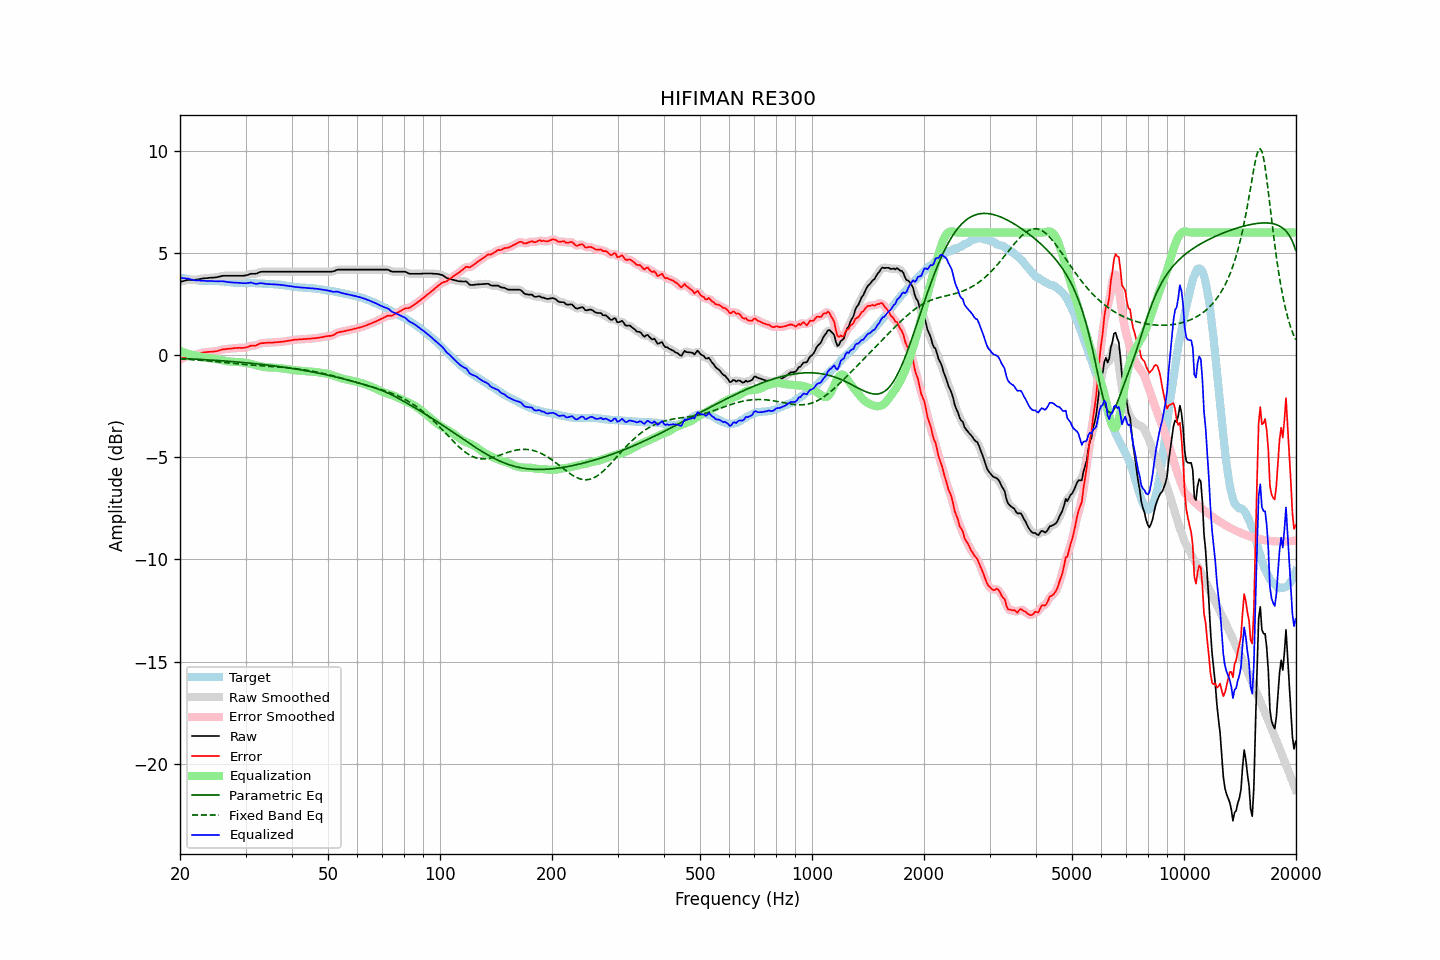 HIFIMAN RE300
10
5
0
−5
−10
−15
−20
Amplitude (dBr)
Target
Raw Smoothed
Error Smoothed
Raw
Error
Equalization
Parametric Eq
Fixed Band Eq
Equalized
20 50 100 200 500 1000 2000 5000 10000 20000
Frequency (Hz)